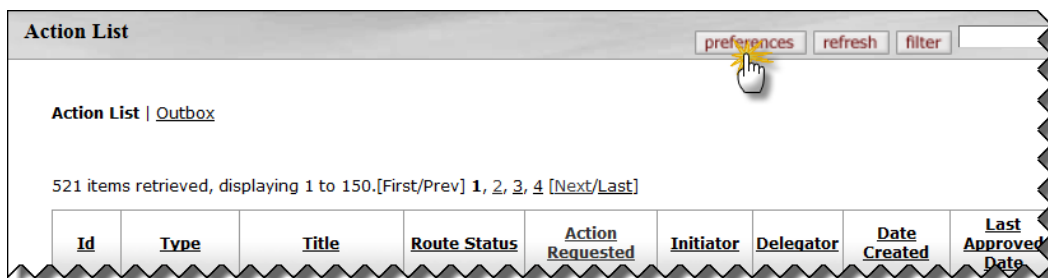 Action List
preferences refresh filter
Action List | Outbox
521 items retrieved, displaying 1 to 150.[First/Prev] 1, 2, 3, 4 [Next/Last]
Id Type Title Route Status Action Requested Initiator Delegator Date Created Last Approved Date